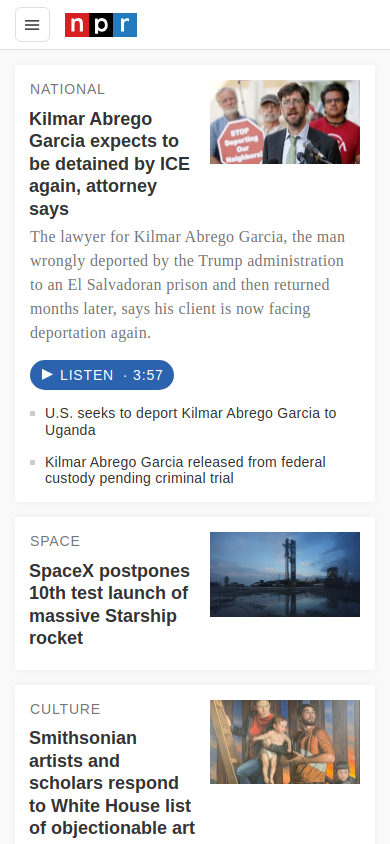 npr
NATIONAL
Kilmar Abrego
Garcia expects to
be detained by ICE
again, attorney
says
STOP
Deporting
Our
Neighbors!
The lawyer for Kilmar Abrego Garcia, the man
wrongly deported by the Trump administration
to an El Salvadoran prison and then returned
months later, says his client is now facing
deportation again.
LISTEN · 3:57
U.S. seeks to deport Kilmar Abrego Garcia to
Uganda
Kilmar Abrego Garcia released from federal
custody pending criminal trial
SPACE
SpaceX postpones
10th test launch of
massive Starship
rocket
CULTURE
Smithsonian
artists and
scholars respond
to White House list
of objectionable art